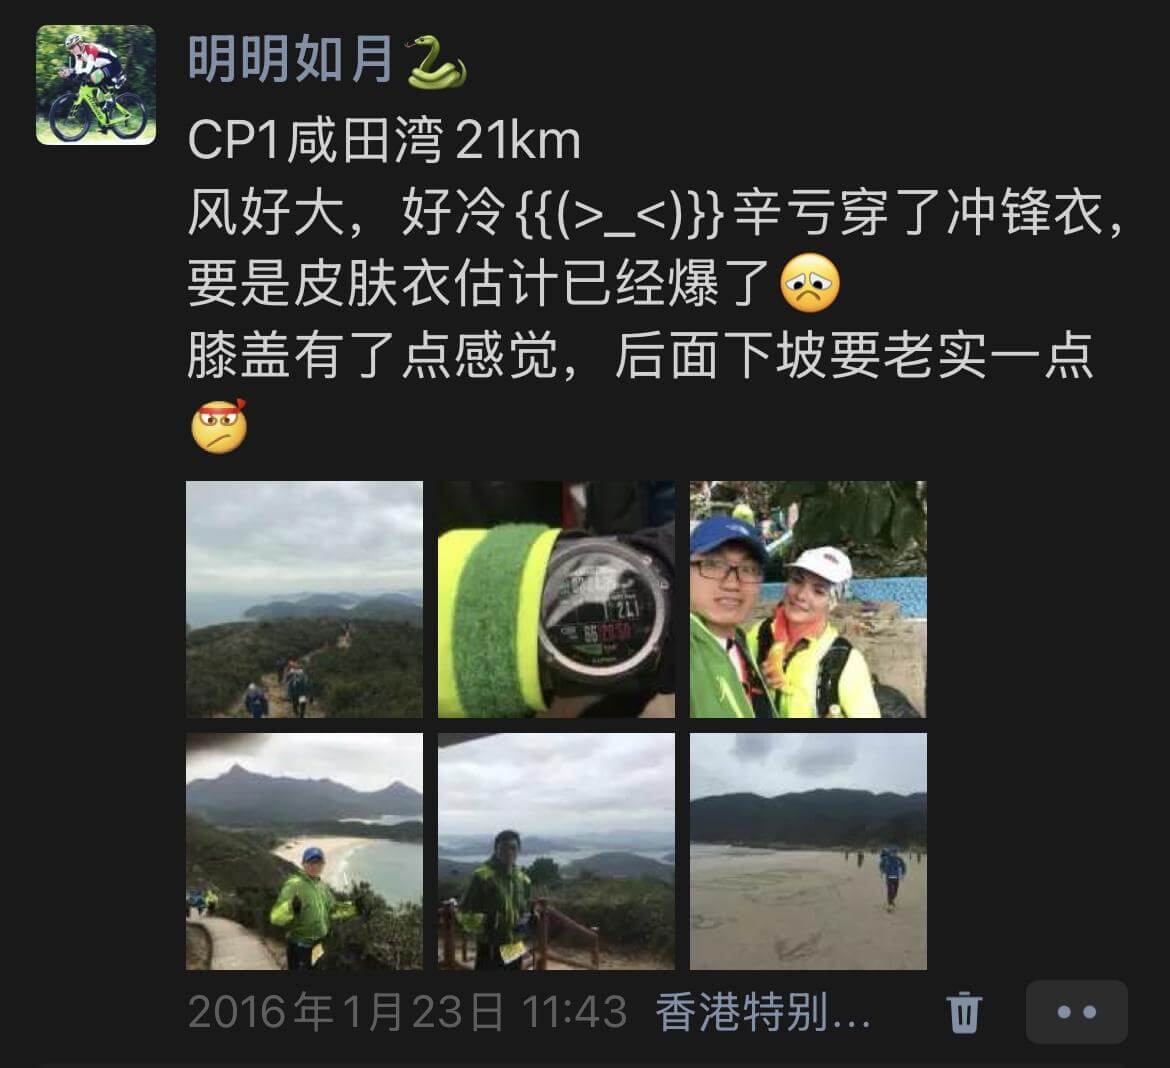 明明如月🐍
CP1咸田湾 21km
风好大，好冷{{(>_<)}}辛亏穿了冲锋衣，
要是皮肤衣估计已经爆了😞
膝盖有了点感觉，后面下坡要老实一点
2016年1月23日 11:43 香港特别...